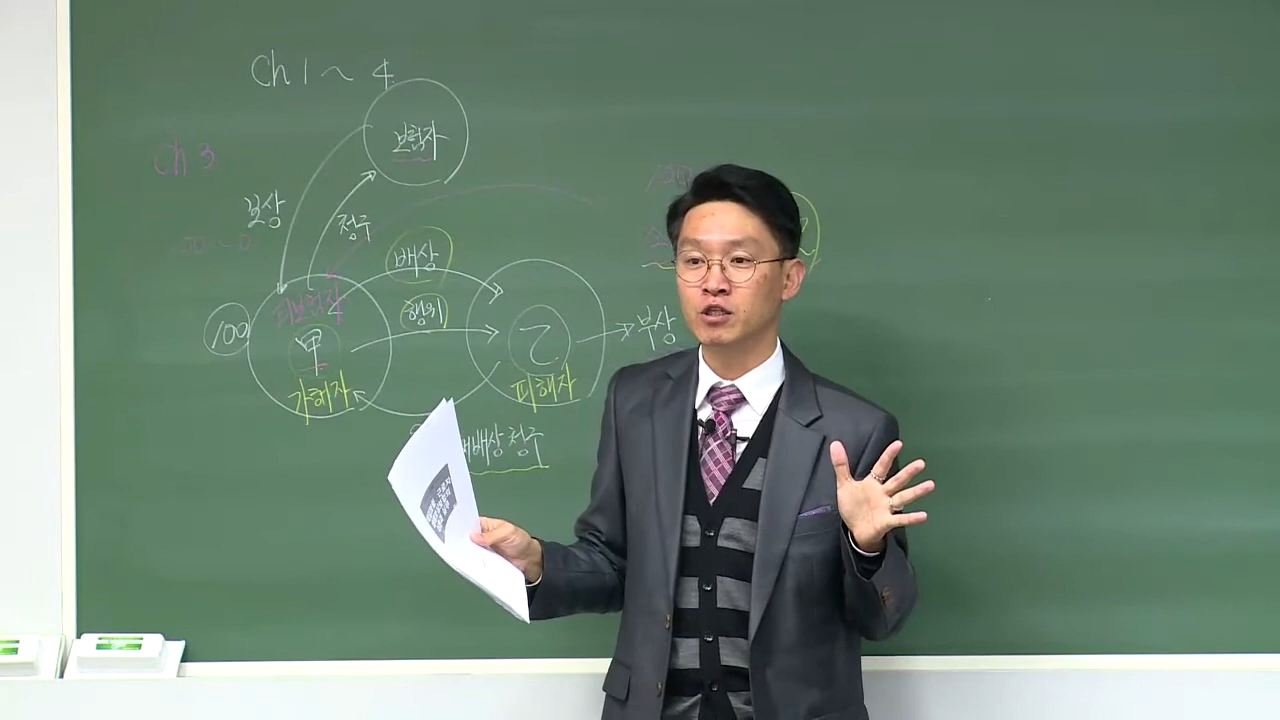 Ch 1 ~ 4
보험자
Ch 3
보상
청구
배상
행위
피보험자
100
甲
가해자
乙
피해자
부상
배상 청구